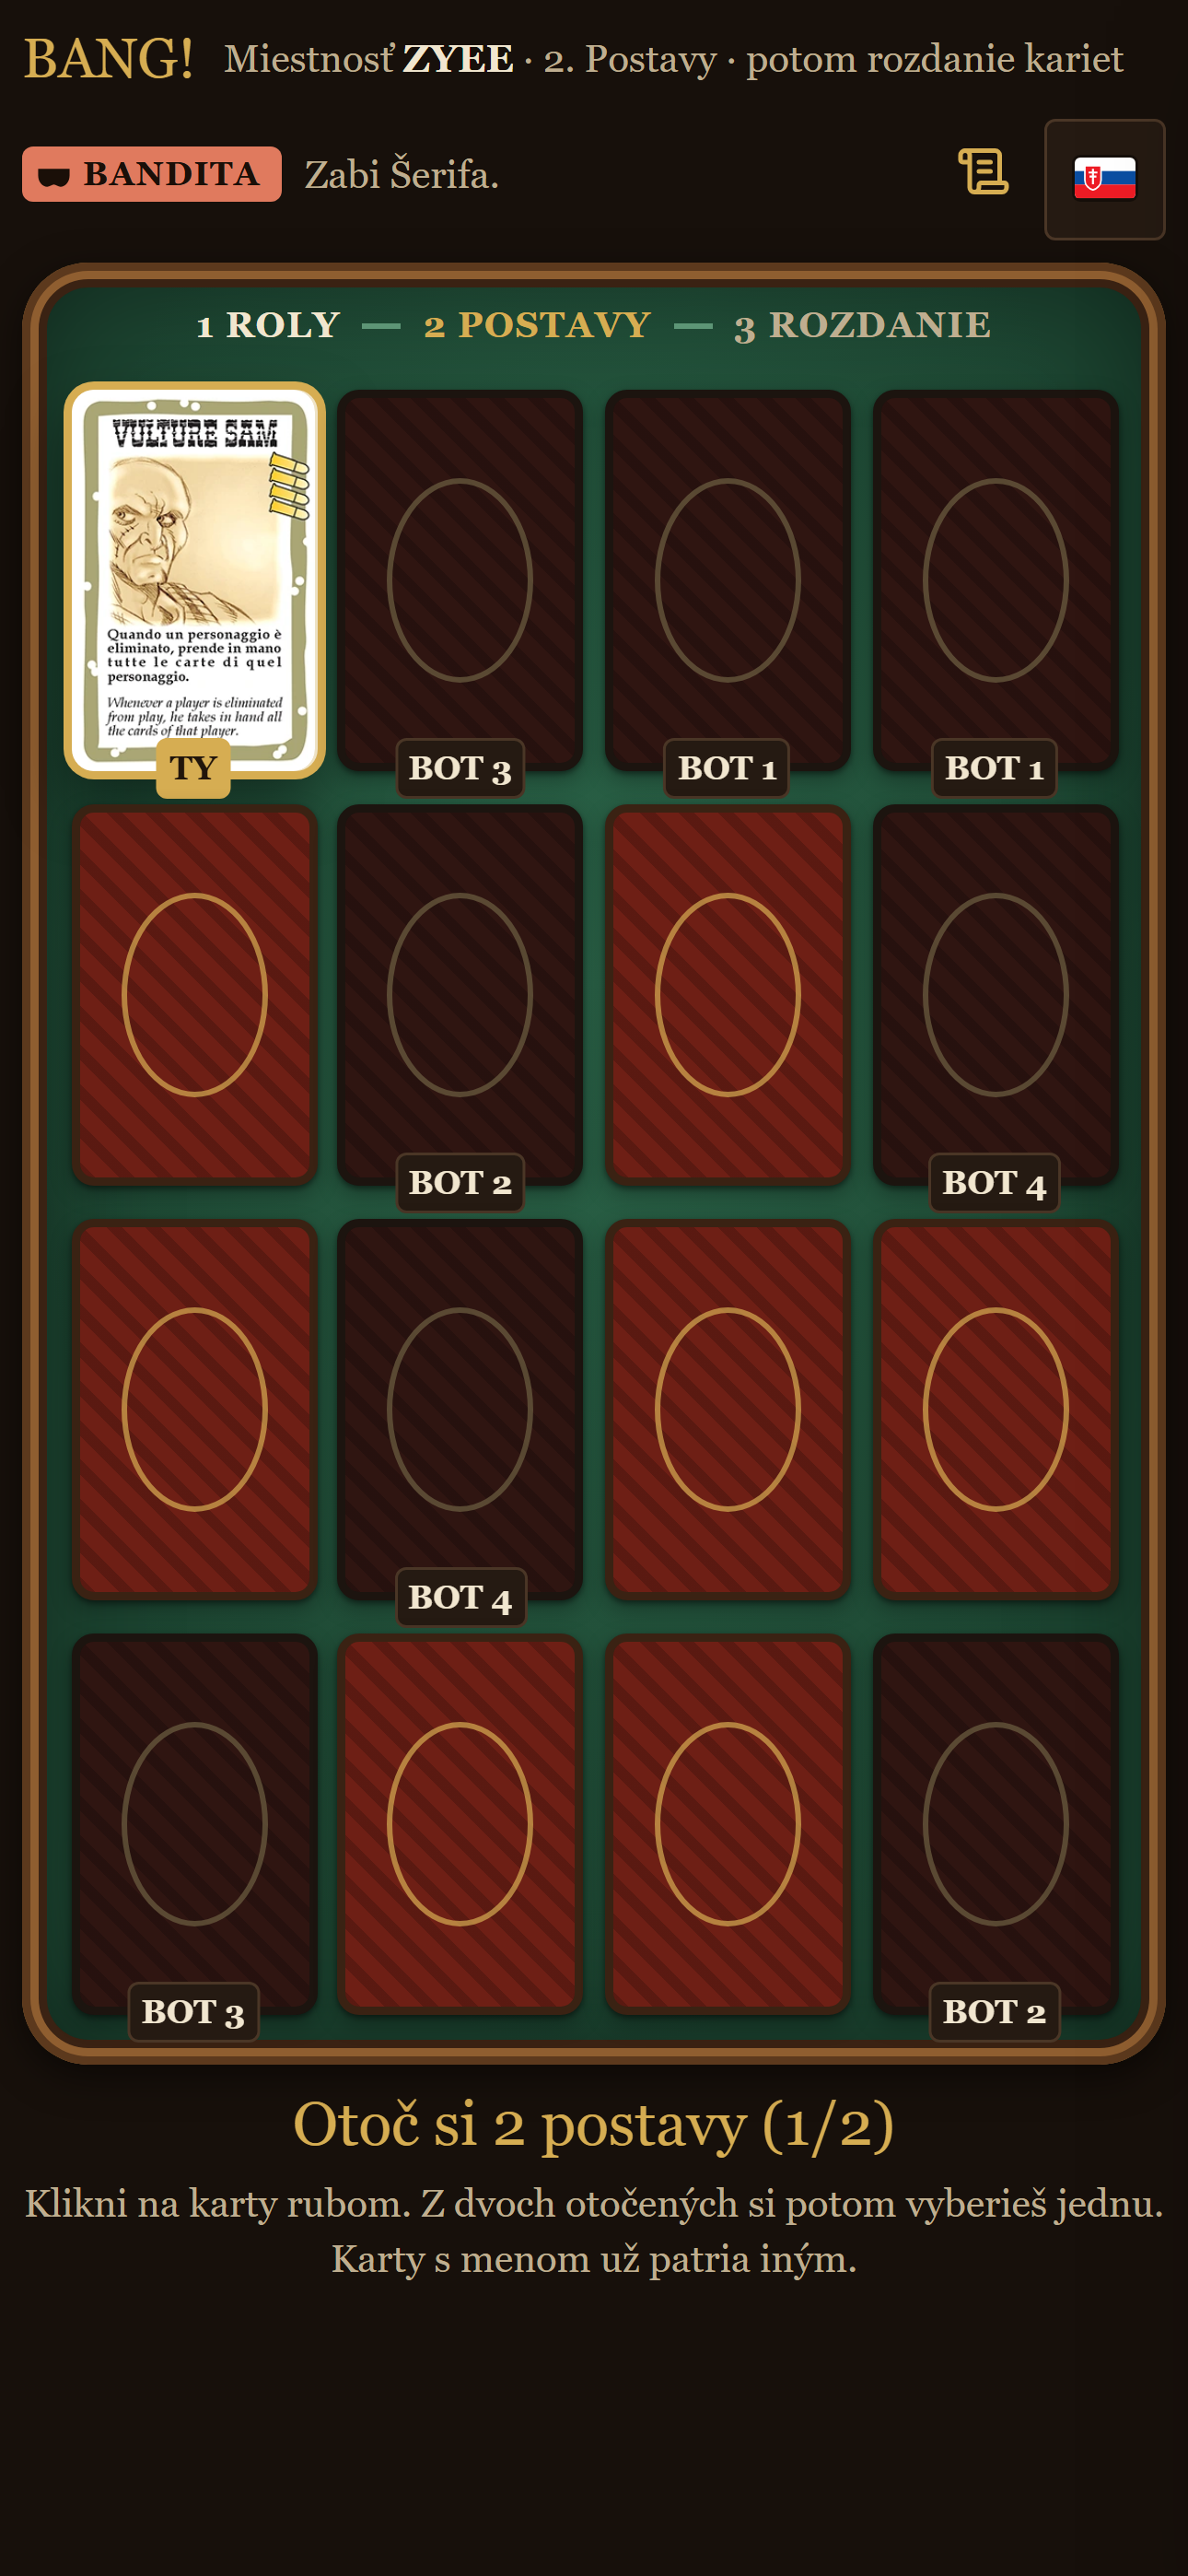 BANG! Miestnosť ZYEE · 2. Postavy · potom rozdanie kariet
BANDITA Zabi Šerifa.
1 ROLY — 2 POSTAVY — 3 ROZDANIE
VULTURE SAM
Quando un personaggio è
eliminato, prende in mano
tutte le carte di quel
personaggio.
Whenever a player is eliminated
from play, he takes in hand all
the cards of that player.
TY
BOT 3
BOT 1
BOT 1
BOT 2
BOT 4
BOT 4
BOT 3
BOT 2
Otoč si 2 postavy (1/2)
Klikni na karty rubom. Z dvoch otočených si potom vyberieš jednu.
Karty s menom už patria iným.